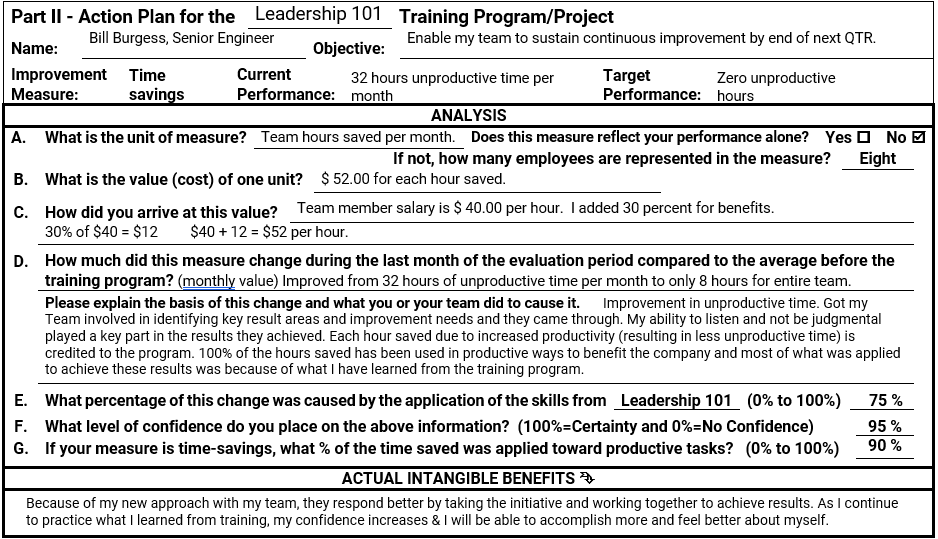 Part II - Action Plan for the Leadership 101 Training Program/Project
Name: Bill Burgess, Senior Engineer Objective: Enable my team to sustain continuous improvement by end of next QTR.
Improvement Measure: Time savings Current Performance: 32 hours unproductive time per month Target Performance: Zero unproductive hours
ANALYSIS
A. What is the unit of measure? Team hours saved per month. Does this measure reflect your performance alone? Yes ☐ No ☑
If not, how many employees are represented in the measure? Eight
B. What is the value (cost) of one unit? $ 52.00 for each hour saved.
C. How did you arrive at this value? Team member salary is $ 40.00 per hour. I added 30 percent for benefits.
30% of $40 = $12 $40 + 12 = $52 per hour.
D. How much did this measure change during the last month of the evaluation period compared to the average before the
training program? (monthly value) Improved from 32 hours of unproductive time per month to only 8 hours for entire team.
Please explain the basis of this change and what you or your team did to cause it. Improvement in unproductive time. Got my
Team involved in identifying key result areas and improvement needs and they came through. My ability to listen and not be judgmental
played a key part in the results they achieved. Each hour saved due to increased productivity (resulting in less unproductive time) is
credited to the program. 100% of the hours saved has been used in productive ways to benefit the company and most of what was applied
to achieve these results was because of what I have learned from the training program.
E. What percentage of this change was caused by the application of the skills from Leadership 101 (0% to 100%) 75 %
F. What level of confidence do you place on the above information? (100%=Certainty and 0%=No Confidence) 95 %
G. If your measure is time-savings, what % of the time saved was applied toward productive tasks? (0% to 100%) 90 %
ACTUAL INTANGIBLE BENEFITS
Because of my new approach with my team, they respond better by taking the initiative and working together to achieve results. As I continue
to practice what I learned from training, my confidence increases & I will be able to accomplish more and feel better about myself.